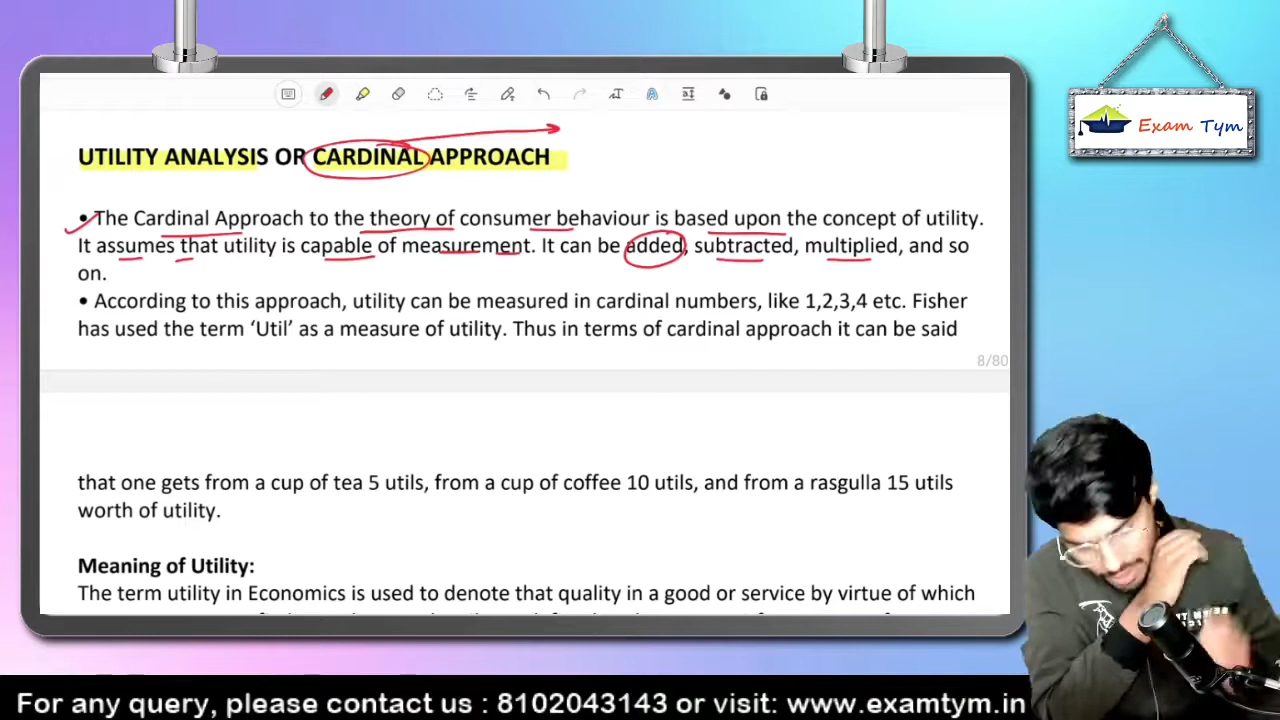 Exam Tym
UTILITY ANALYSIS OR CARDINAL APPROACH
• The Cardinal Approach to the theory of consumer behaviour is based upon the concept of utility.
It assumes that utility is capable of measurement. It can be added, subtracted, multiplied, and so
on.
• According to this approach, utility can be measured in cardinal numbers, like 1,2,3,4 etc. Fisher
has used the term ‘Util’ as a measure of utility. Thus in terms of cardinal approach it can be said
8/80
that one gets from a cup of tea 5 utils, from a cup of coffee 10 utils, and from a rasgulla 15 utils
worth of utility.
Meaning of Utility:
The term utility in Economics is used to denote that quality in a good or service by virtue of which
For any query, please contact us : 8102043143 or visit: www.examtym.in